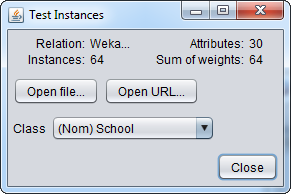 Test Instances
Relation: Weka... Attributes: 30
Instances: 64 Sum of weights: 64
Open file... Open URL...
Class (Nom) School
Close